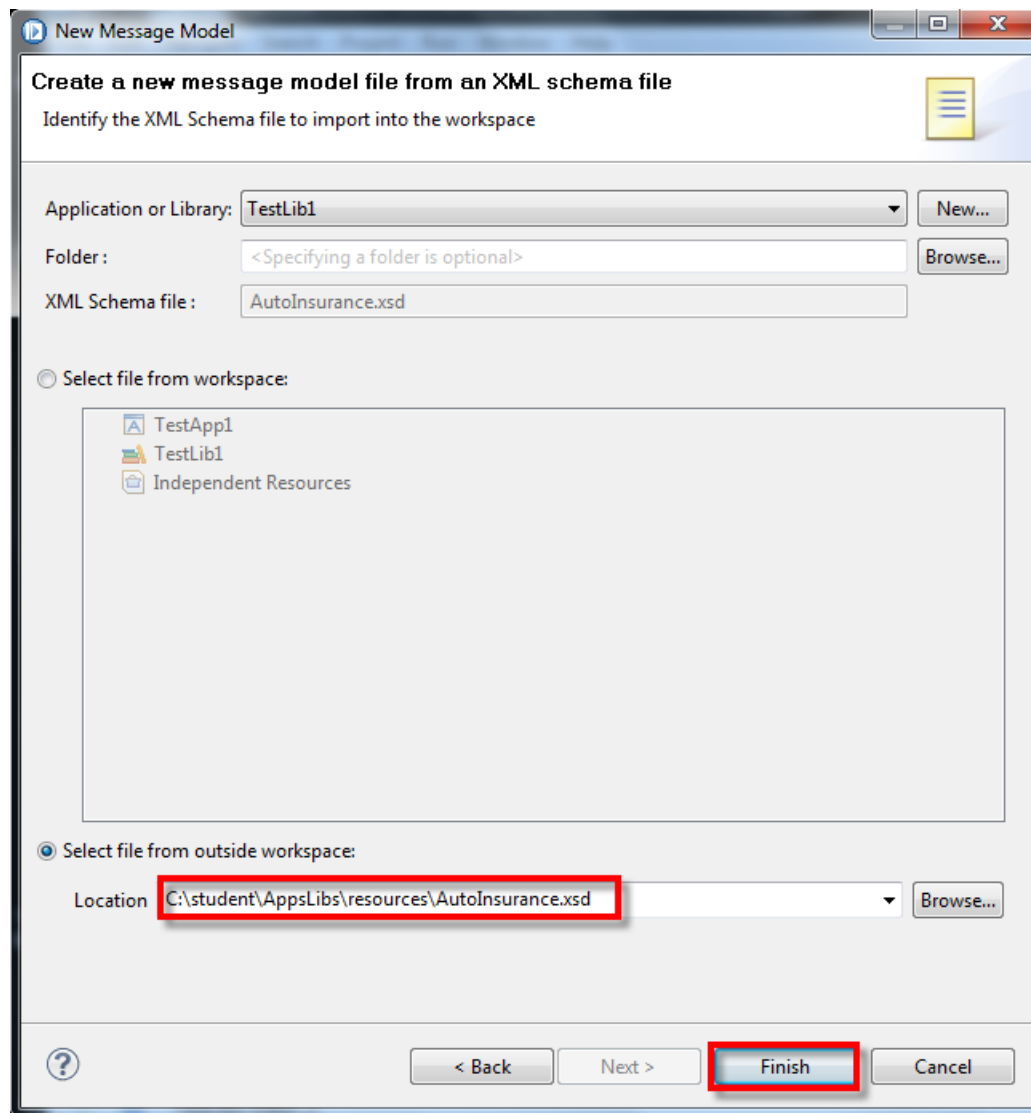 New Message Model
Create a new message model file from an XML schema file
Identify the XML Schema file to import into the workspace
Application or Library: TestLib1 New...
Folder : <Specifying a folder is optional> Browse...
XML Schema file : AutoInsurance.xsd
Select file from workspace:
TestApp1
TestLib1
Independent Resources
Select file from outside workspace:
Location C:\student\AppsLibs\resources\AutoInsurance.xsd Browse...
? < Back Next > Finish Cancel